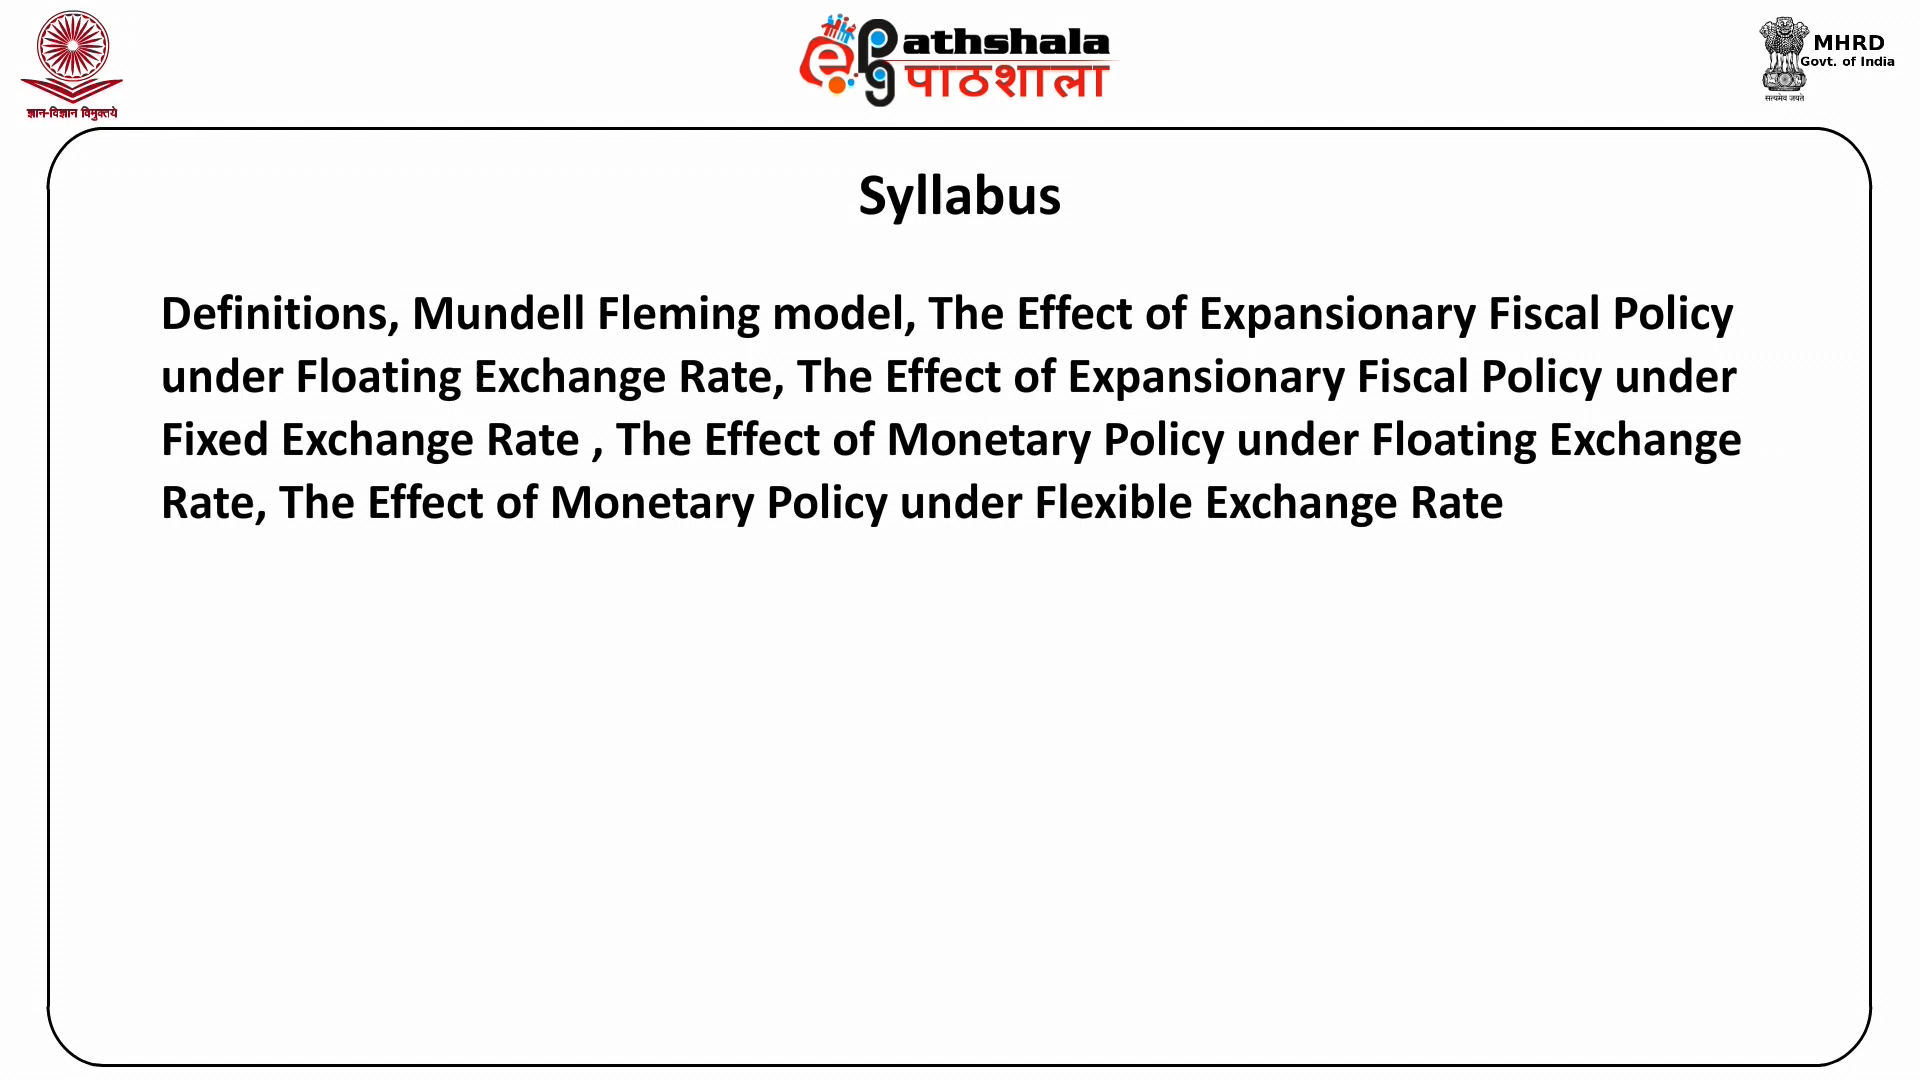 ज्ञान-विज्ञान विमुक्तये
e pg athshala
पाठशाला
MHRD
Govt. of India
सत्यमेव जयते
Syllabus
Definitions, Mundell Fleming model, The Effect of Expansionary Fiscal Policy
under Floating Exchange Rate, The Effect of Expansionary Fiscal Policy under
Fixed Exchange Rate , The Effect of Monetary Policy under Floating Exchange
Rate, The Effect of Monetary Policy under Flexible Exchange Rate